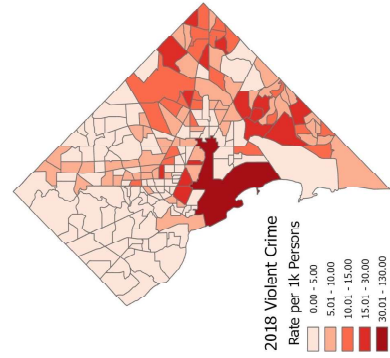 2018 Violent Crime
Rate per 1k Persons
0.00 - 5.00
5.01 - 10.00
10.01 - 15.00
15.01 - 30.00
30.01 - 130.00